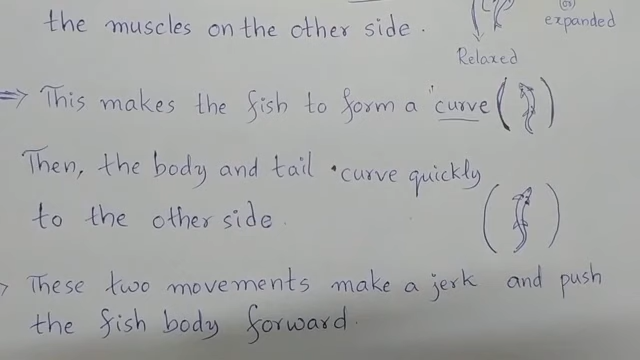 the muscles on the other side.
(or)
expanded
Relaxed
⇒ This makes the fish to form a curve ( )
Then, the body and tail curve quickly
to the other side. ( )
These two movements make a jerk and push
the fish body forward.